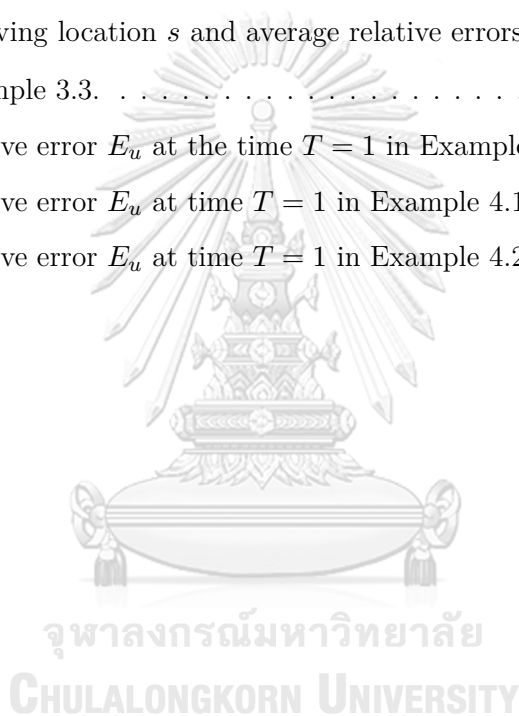 ving location s and average relative errors
mple 3.3. . . . . . . . . . . . . . . . . . . . . . .
ve error E_u at the time T = 1 in Example
ve error E_u at time T = 1 in Example 4.1
ve error E_u at time T = 1 in Example 4.2
จุฬาลงกรณ์มหาวิทยาลัย
CHULALONGKORN UNIVERSITY